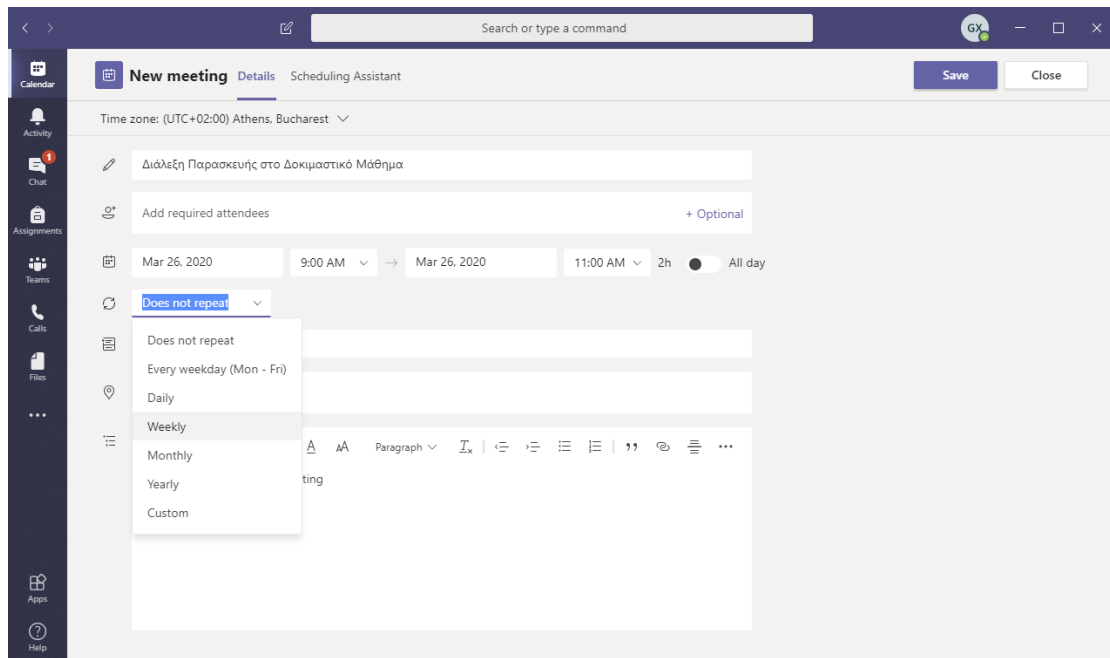 Search or type a command
GX
Calendar
Activity
1
Chat
Assignments
Teams
Calls
Files
Apps
Help
New meeting Details Scheduling Assistant
Save Close
Time zone: (UTC+02:00) Athens, Bucharest
Διάλεξη Παρασκευής στο Δοκιμαστικό Μάθημα
Add required attendees + Optional
Mar 26, 2020 9:00 AM → Mar 26, 2020 11:00 AM 2h All day
Does not repeat
Does not repeat
Every weekday (Mon - Fri)
Daily
Weekly
Monthly
Yearly
Custom
A AA Paragraph Tx
ting